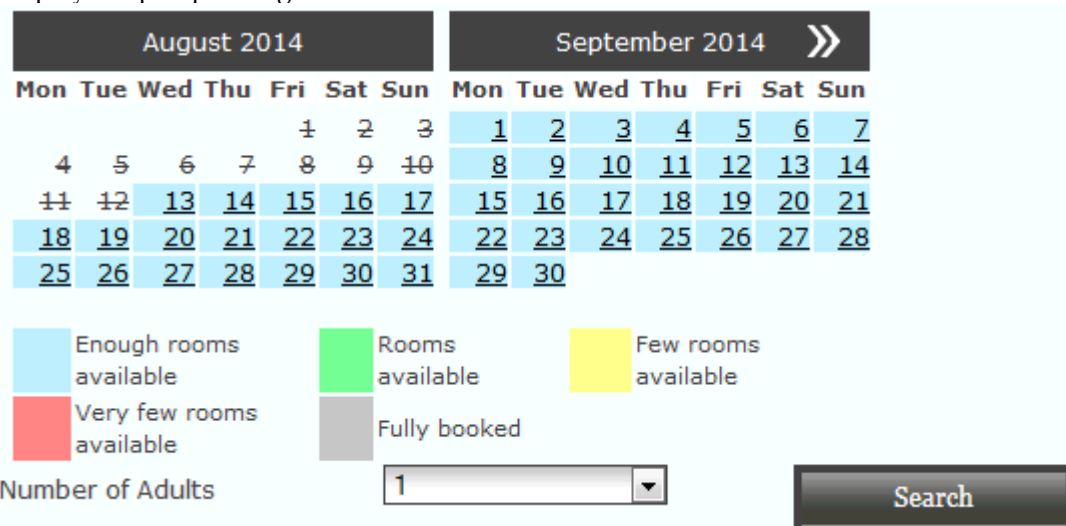 August 2014 September 2014 »
Mon Tue Wed Thu Fri Sat Sun Mon Tue Wed Thu Fri Sat Sun
1 2 3 1 2 3 4 5 6 7
4 5 6 7 8 9 10 8 9 10 11 12 13 14
11 12 13 14 15 16 17 15 16 17 18 19 20 21
18 19 20 21 22 23 24 22 23 24 25 26 27 28
25 26 27 28 29 30 31 29 30
Enough rooms Rooms Few rooms
available available available
Very few rooms
available
Fully booked
Number of Adults 1 Search